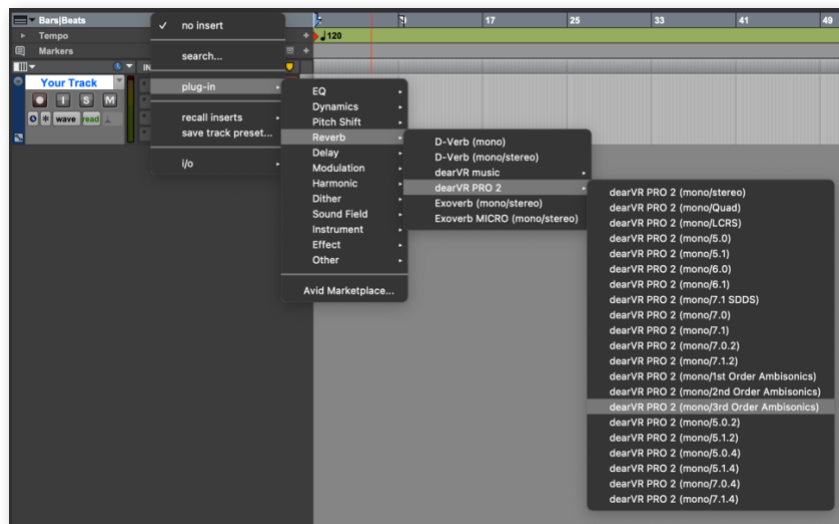 Bars|Beats
17
25
33
41
49
Tempo
120
Markers
Your Track
I
S
M
wave
read
no insert
search...
plug-in
recall inserts
save track preset...
i/o
EQ
Dynamics
Pitch Shift
Reverb
Delay
Modulation
Harmonic
Dither
Sound Field
Instrument
Effect
Other
Avid Marketplace...
D-Verb (mono)
D-Verb (mono/stereo)
dearVR music
dearVR PRO 2
Exoverb (mono/stereo)
Exoverb MICRO (mono/stereo)
dearVR PRO 2 (mono/stereo)
dearVR PRO 2 (mono/Quad)
dearVR PRO 2 (mono/LCRS)
dearVR PRO 2 (mono/5.0)
dearVR PRO 2 (mono/5.1)
dearVR PRO 2 (mono/6.0)
dearVR PRO 2 (mono/6.1)
dearVR PRO 2 (mono/7.1 SDDS)
dearVR PRO 2 (mono/7.0)
dearVR PRO 2 (mono/7.1)
dearVR PRO 2 (mono/7.0.2)
dearVR PRO 2 (mono/7.1.2)
dearVR PRO 2 (mono/1st Order Ambisonics)
dearVR PRO 2 (mono/2nd Order Ambisonics)
dearVR PRO 2 (mono/3rd Order Ambisonics)
dearVR PRO 2 (mono/5.0.2)
dearVR PRO 2 (mono/5.1.2)
dearVR PRO 2 (mono/5.0.4)
dearVR PRO 2 (mono/5.1.4)
dearVR PRO 2 (mono/7.0.4)
dearVR PRO 2 (mono/7.1.4)